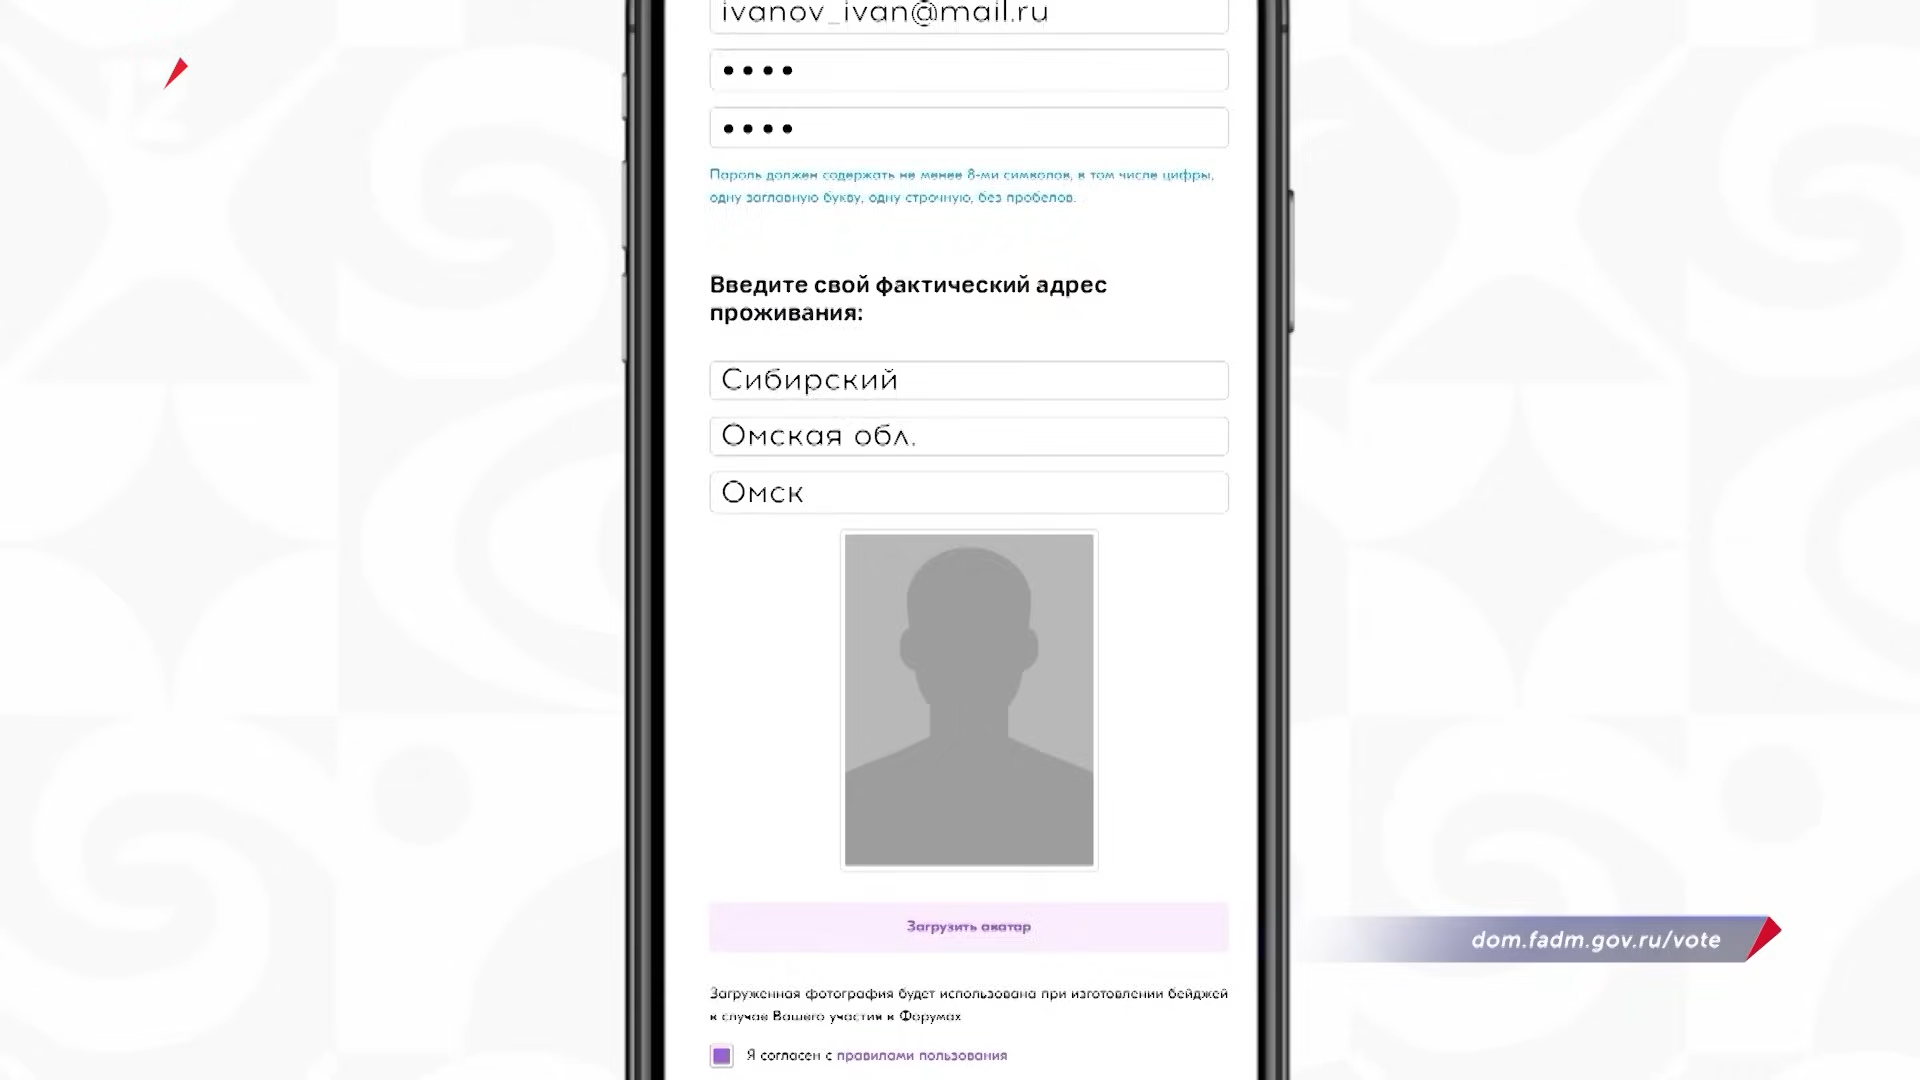 ivanov_ivan@mail.ru
Пароль должен содержать не менее 8-ми символов, в том числе цифры,
одну заглавную букву, одну строчную, без пробелов.
Введите свой фактический адрес
проживания:
Сибирский
Омская обл.
Омск
Загрузить аватар
dom.fadm.gov.ru/vote
Загруженная фотография будет использована при изготовлении бейджей
в случае Вашего участия в Форумах
Я согласен с правилами пользования